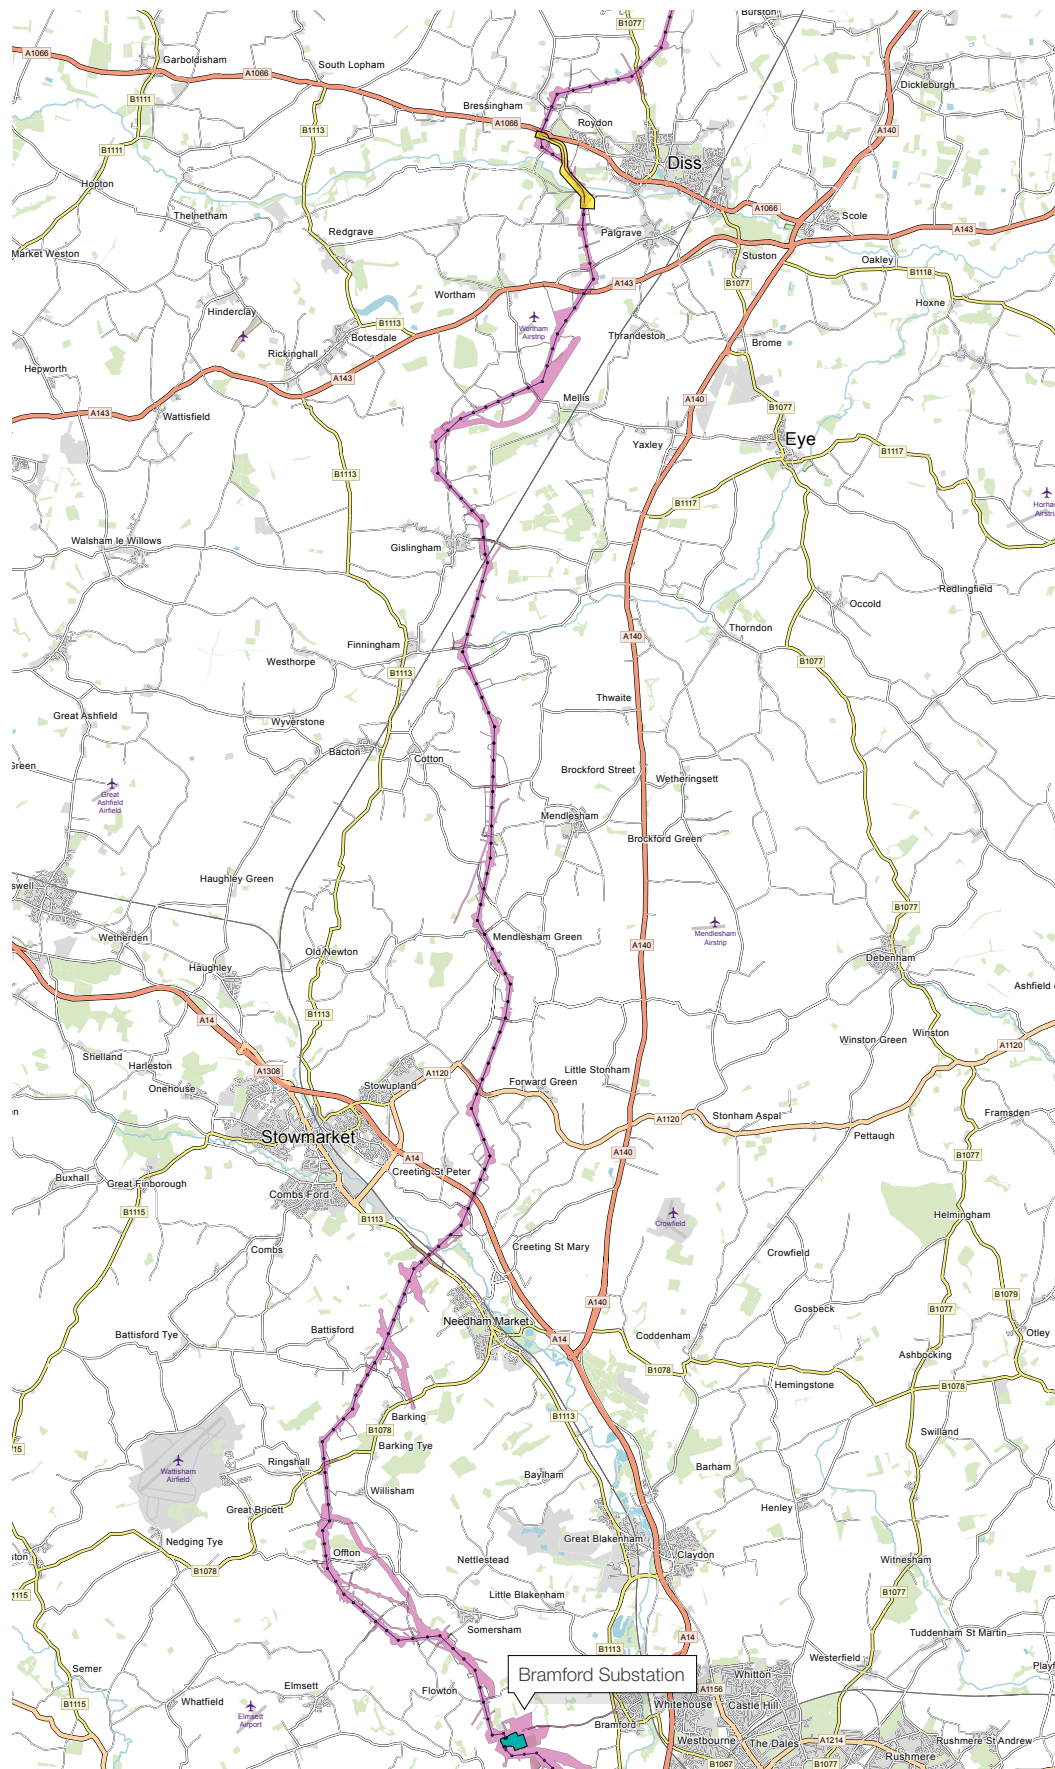 B1077
Burston
A1066
Garboldisham
A1066
South Lopham
Dickleburgh
B1111
Bressingham
A1066
Roydon
B1113
A140
B1111
Diss
Hopton
Thelnetham
A1066
Scole
Redgrave
Palgrave
A143
Market Weston
Stuston
Oakley
B1118
A143
B1077
Wortham
Hoxne
Hinderclay
Wortham
Airstrip
B1113
Botesdale
Thrandeston
Brome
Rickinghall
Hepworth
A143
Mellis
A140
B1077
A143
Wattisfield
Yaxley
Eye
B1117
B1113
B1117
Walsham le Willows
Gislingham
Redlingfield
Occold
Thorndon
A140
Finningham
Westhorpe
B1113
B1077
Thwaite
Great Ashfield
Wyverstone
Bacton
Cotton
Green
Brockford Street
Wetheringsett
Great
Ashfield
Airfield
Mendlesham
Brockford Green
Haughley Green
swell
B1077
Wetherden
Old Newton
Mendlesham Green
A140
Mendlesham
Airstrip
Debenham
Haughley
Ashfield
B1113
A14
Winston
Winston Green
A1120
Shelland
Harleston
Onehouse
A1308
Stowupland
A1120
Forward Green
Little Stonham
Framsden
Stonham Aspal
A1120
Stowmarket
Pettaugh
A14
A140
B1077
Creeting St Peter
Buxhall
Great Finborough
Combs Ford
B1115
B1113
Crowfield
Helmingham
Combs
Creeting St Mary
Crowfield
A140
B1079
Gosbeck
B1077
Needham Market
Battisford
Battisford Tye
A14
Coddenham
Otley
B1078
Ashbocking
Hemingstone
B1078
Barking
B1113
B1078
Swilland
Barking Tye
Ringshall
Wattisham
Airfield
Baylham
Barham
Willisham
Great Bricett
Henley
Nedging Tye
Great Blakenham
Offton
Nettlestead
Claydon
Witnesham
B1078
Little Blakenham
B1077
1115
Somersham
Tuddenham St Martin
A14
B1113
Westerfield
Semer
Bramford Substation
Whitton
Elmsett
Flowton
A1156
Whitehouse
Castle Hill
B1115
Whatfield
Elmsett
Airport
Bramford
Westbourne
The Dales
A1214
Rushmere St Andrew
Rushmere
B1067
B1077